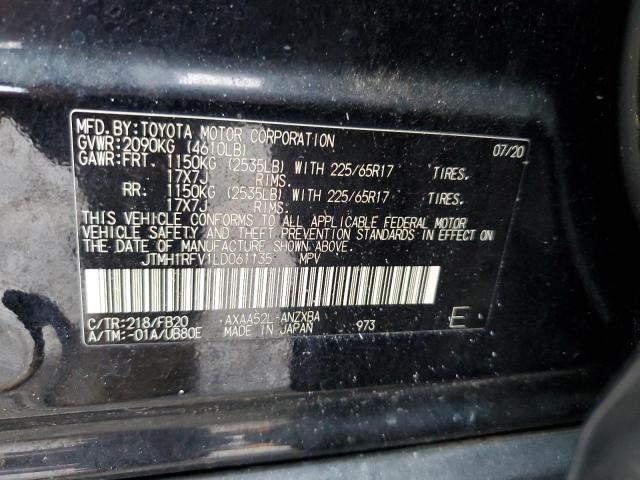 MFD.BY:TOYOTA MOTOR CORPORATION 07/20
GVWR:2090KG (4610LB)
GAWR:FRT. 1150KG (2535LB) WITH 225/65R17 TIRES.
17X7J RIMS.
RR: 1150KG (2535LB) WITH 225/65R17 TIRES.
17X7J RIMS.
THIS VEHICLE CONFORMS TO ALL APPLICABLE FEDERAL MOTOR
VEHICLE SAFETY AND THEFT PREVENTION STANDARDS IN EFFECT ON
THE DATE OF MANUFACTURE SHOWN ABOVE.
JTMH1RFV1LD061135 MPV
C/TR:218/FB20 AXAA52L-ANZXBA
A/TM:-01A/UB80E MADE IN JAPAN 973 E